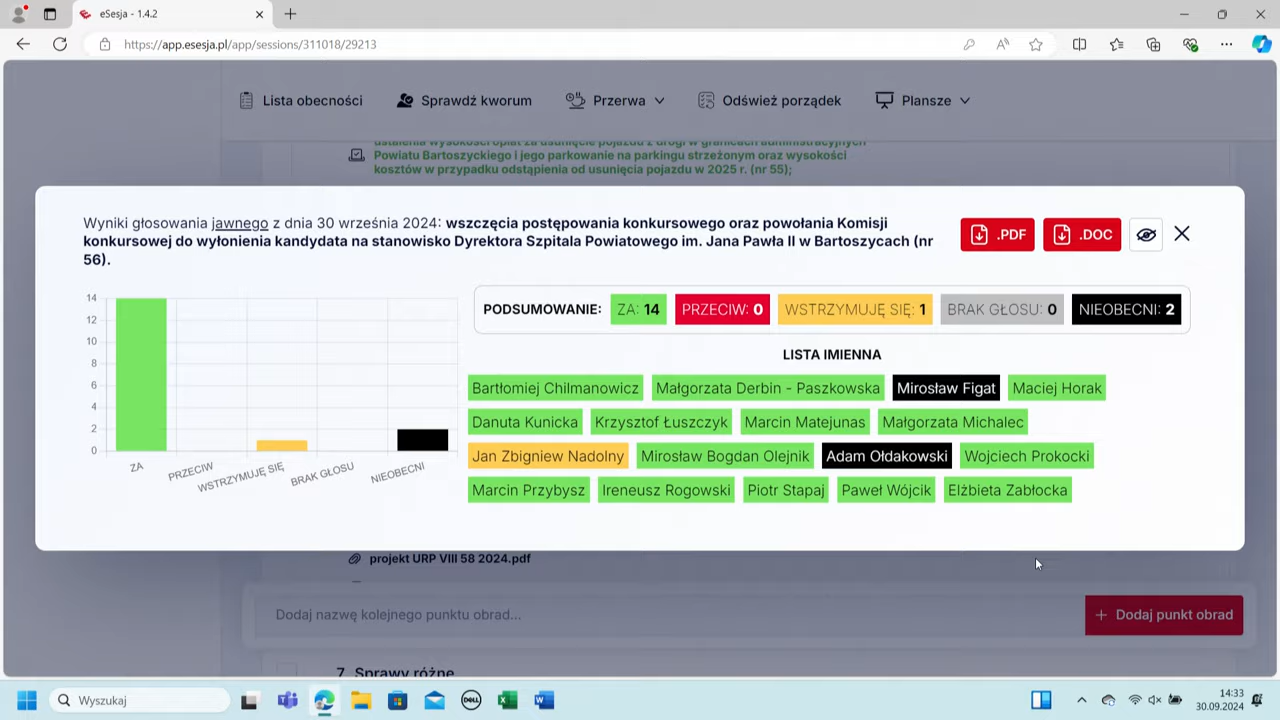 eSesja - 1.4.2
https://app.esesja.pl/app/sessions/311018/29213
Lista obecności
Sprawdź kworum
Przerwa
Odśwież porządek
Plansze
ustalenia wysokości opłat za usunięcie pojazdu z drogi w granicach administracyjnych
Powiatu Bartoszyckiego i jego parkowanie na parkingu strzeżonym oraz wysokości
kosztów w przypadku odstąpienia od usunięcia pojazdu w 2025 r. (nr 55);
Wyniki głosowania jawnego z dnia 30 września 2024: wszczęcia postępowania konkursowego oraz powołania Komisji
konkursowej do wyłonienia kandydata na stanowisko Dyrektora Szpitala Powiatowego im. Jana Pawła II w Bartoszycach (nr
56).
.PDF
.DOC
14
12
10
8
6
4
2
0
ZA
PRZECIW
WSTRZYMUJĘ SIĘ
BRAK GŁOSU
NIEOBECNI
PODSUMOWANIE: ZA: 14 PRZECIW: 0 WSTRZYMUJĘ SIĘ: 1 BRAK GŁOSU: 0 NIEOBECNI: 2
LISTA IMIENNA
Bartłomiej Chilmanowicz Małgorzata Derbin - Paszkowska Mirosław Figat Maciej Horak
Danuta Kunicka Krzysztof Łuszczyk Marcin Matejunas Małgorzata Michalec
Jan Zbigniew Nadolny Mirosław Bogdan Olejnik Adam Ołdakowski Wojciech Prokocki
Marcin Przybysz Ireneusz Rogowski Piotr Stapaj Paweł Wójcik Elżbieta Zabłocka
projekt URP VIII 58 2024.pdf
Dodaj nazwę kolejnego punktu obrad...
+ Dodaj punkt obrad
7. Sprawy różne
Wyszukaj
DELL
14:33
30.09.2024